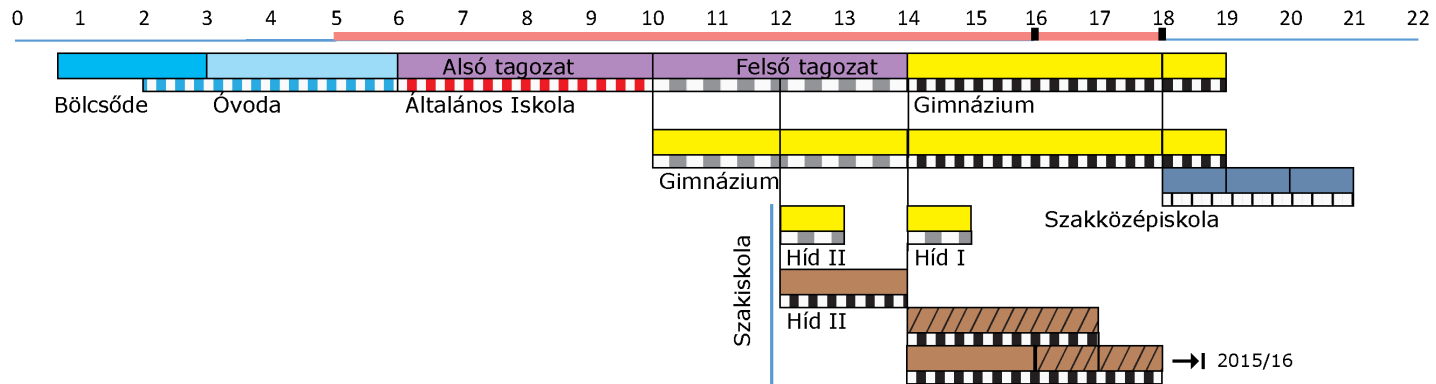 0 1 2 3 4 5 6 7 8 9 10 11 12 13 14 15 16 17 18 19 20 21 22
Alsó tagozat Felső tagozat
Bölcsőde Óvoda Általános Iskola Gimnázium
Gimnázium
Szakközépiskola
Szakiskola
Híd II Híd I
Híd II
2015/16